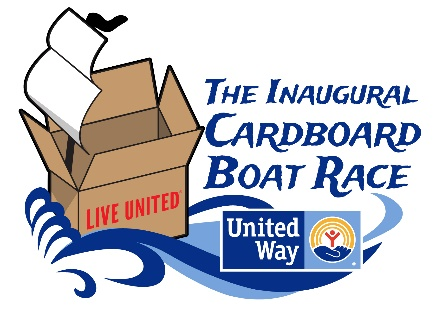 The Inaugural
Cardboard
Boat Race
LIVE UNITED®
United
Way
®